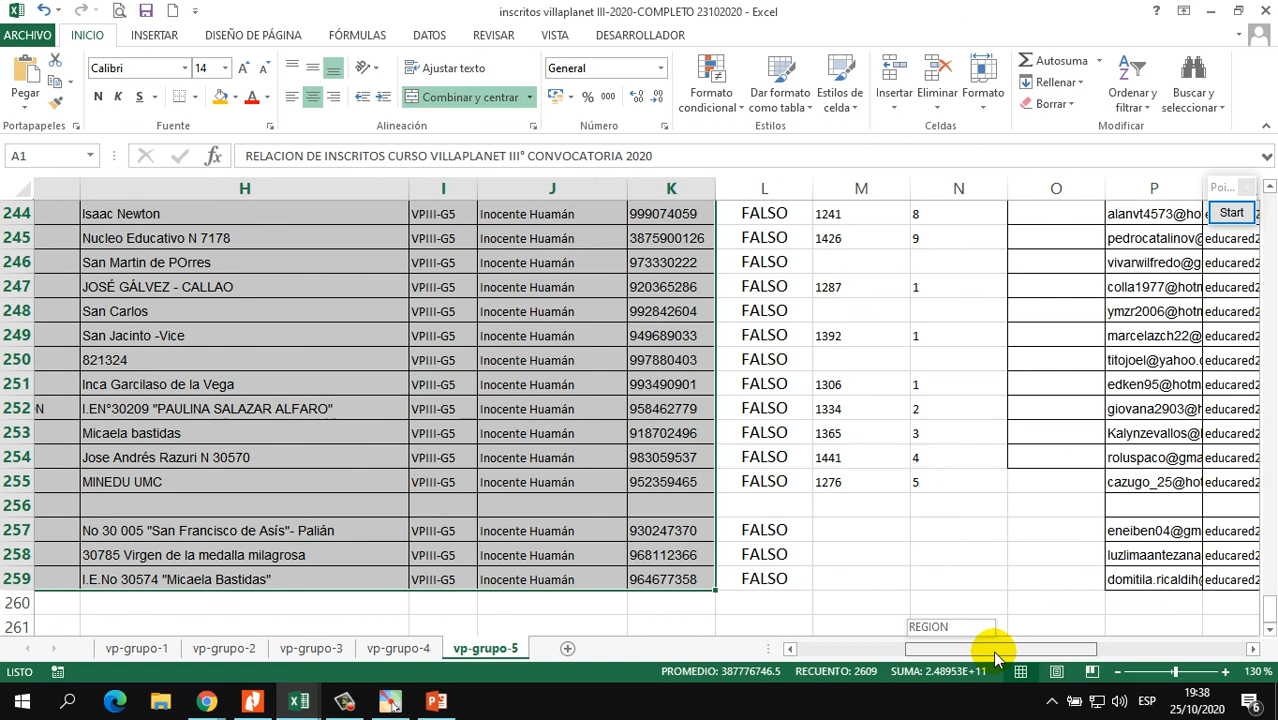 inscritos villaplanet III-2020-COMPLETO 23102020 - Excel
ARCHIVO INICIO INSERTAR DISEÑO DE PÁGINA FÓRMULAS DATOS REVISAR VISTA DESARROLLADOR
Pegar
Calibri 14
N K S
Ajustar texto
Combinar y centrar
General
% 000
Formato condicional
Dar formato como tabla
Estilos de celda
Insertar Eliminar Formato
Autosuma
Rellenar
Borrar
Ordenar y filtrar
Buscar y seleccionar
Portapapeles Fuente Alineación Número Estilos Celdas Modificar
A1 fx RELACION DE INSCRITOS CURSO VILLAPLANET III° CONVOCATORIA 2020
H I J K L M N O P
Poi...
Start
244 Isaac Newton VPIII-G5 Inocente Huamán 999074059 FALSO 1241 8 alanvt4573@ho
245 Nucleo Educativo N 7178 VPIII-G5 Inocente Huamán 3875900126 FALSO 1426 9 pedrocatalinov@ educared2
246 San Martin de POrres VPIII-G5 Inocente Huamán 973330222 FALSO vivarwilfredo@g educared2
247 JOSÉ GÁLVEZ - CALLAO VPIII-G5 Inocente Huamán 920365286 FALSO 1287 1 colla1977@hotm educared2
248 San Carlos VPIII-G5 Inocente Huamán 992842604 FALSO ymzr2006@hotm educared2
249 San Jacinto -Vice VPIII-G5 Inocente Huamán 949689033 FALSO 1392 1 marcelazch22@ educared2
250 821324 VPIII-G5 Inocente Huamán 997880403 FALSO titojoel@yahoo. educared2
251 Inca Garcilaso de la Vega VPIII-G5 Inocente Huamán 993490901 FALSO 1306 1 edken95@hotm educared2
252 N I.EN°30209 "PAULINA SALAZAR ALFARO" VPIII-G5 Inocente Huamán 958462779 FALSO 1334 2 giovana2903@h educared2
253 Micaela bastidas VPIII-G5 Inocente Huamán 918702496 FALSO 1365 3 Kalynzevallos@ educared2
254 Jose Andrés Razuri N 30570 VPIII-G5 Inocente Huamán 983059537 FALSO 1441 4 roluspaco@gma educared2
255 MINEDU UMC VPIII-G5 Inocente Huamán 952359465 FALSO 1276 5 cazugo_25@hot educared2
256
257 No 30 005 "San Francisco de Asís"- Palián VPIII-G5 Inocente Huamán 930247370 FALSO eneiben04@gm educared2
258 30785 Virgen de la medalla milagrosa VPIII-G5 Inocente Huamán 968112366 FALSO luzlimaantezana educared2
259 I.E.No 30574 "Micaela Bastidas" VPIII-G5 Inocente Huamán 964677358 FALSO domitila.ricaldih educared2
260
261
REGION
vp-grupo-1 vp-grupo-2 vp-grupo-3 vp-grupo-4 vp-grupo-5
LISTO PROMEDIO: 387776746.5 RECUENTO: 2609 SUMA: 2.48953E+11 130 %
ESP 19:38
25/10/2020 6